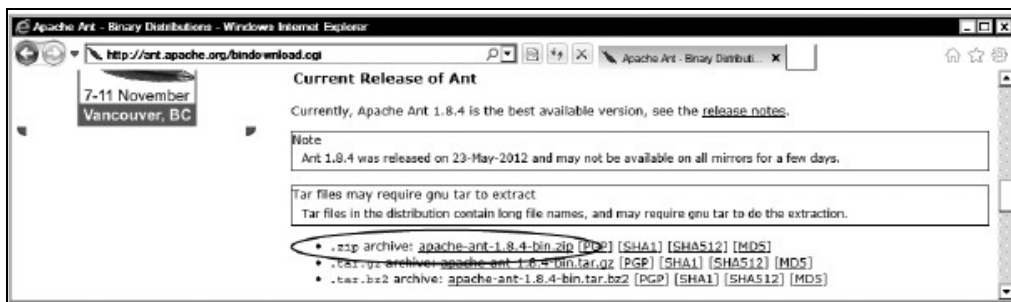 Apache Ant - Binary Distributions - Windows Internet Explorer
http://ant.apache.org/bindownload.cgi
Apache Ant - Binary Distributi...
7-11 November
Vancouver, BC
Current Release of Ant
Currently, Apache Ant 1.8.4 is the best available version, see the release notes.
Note
Ant 1.8.4 was released on 23-May-2012 and may not be available on all mirrors for a few days.
Tar files may require gnu tar to extract
Tar files in the distribution contain long file names, and may require gnu tar to do the extraction.
• .zip archive: apache-ant-1.8.4-bin.zip [PGP] [SHA1] [SHA512] [MD5]
• .tar.gz archive: apache-ant-1.8.4-bin.tar.gz [PGP] [SHA1] [SHA512] [MD5]
• .tar.bz2 archive: apache-ant-1.8.4-bin.tar.bz2 [PGP] [SHA1] [SHA512] [MD5]